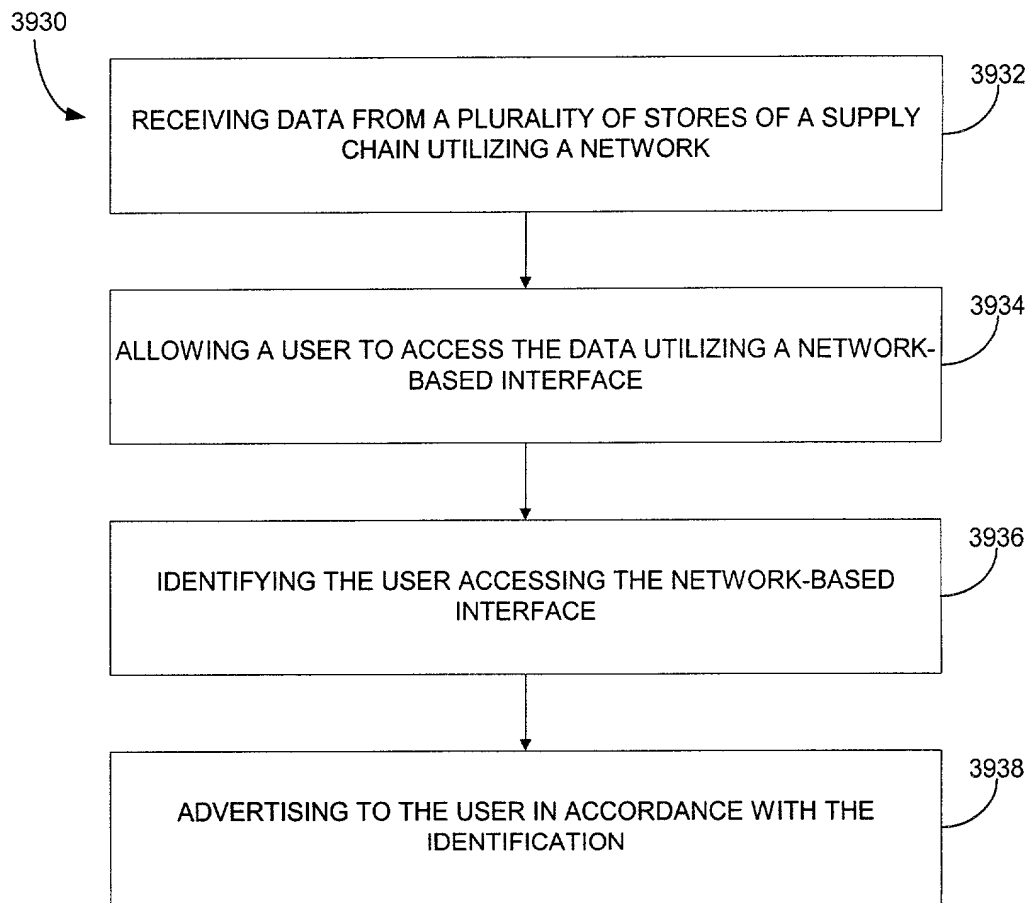 3930
3932
RECEIVING DATA FROM A PLURALITY OF STORES OF A SUPPLY
CHAIN UTILIZING A NETWORK
3934
ALLOWING A USER TO ACCESS THE DATA UTILIZING A NETWORK-
BASED INTERFACE
3936
IDENTIFYING THE USER ACCESSING THE NETWORK-BASED
INTERFACE
3938
ADVERTISING TO THE USER IN ACCORDANCE WITH THE
IDENTIFICATION